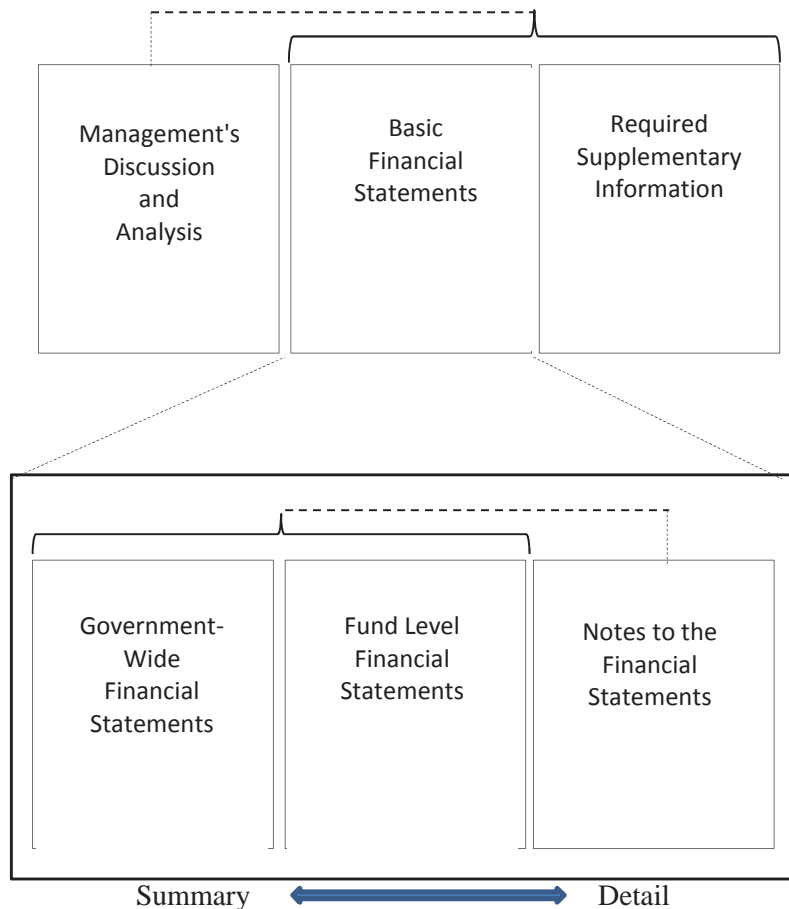 Management's
Discussion
and
Analysis
Basic
Financial
Statements
Required
Supplementary
Information
Government-
Wide
Financial
Statements
Fund Level
Financial
Statements
Notes to the
Financial
Statements
Summary
Detail